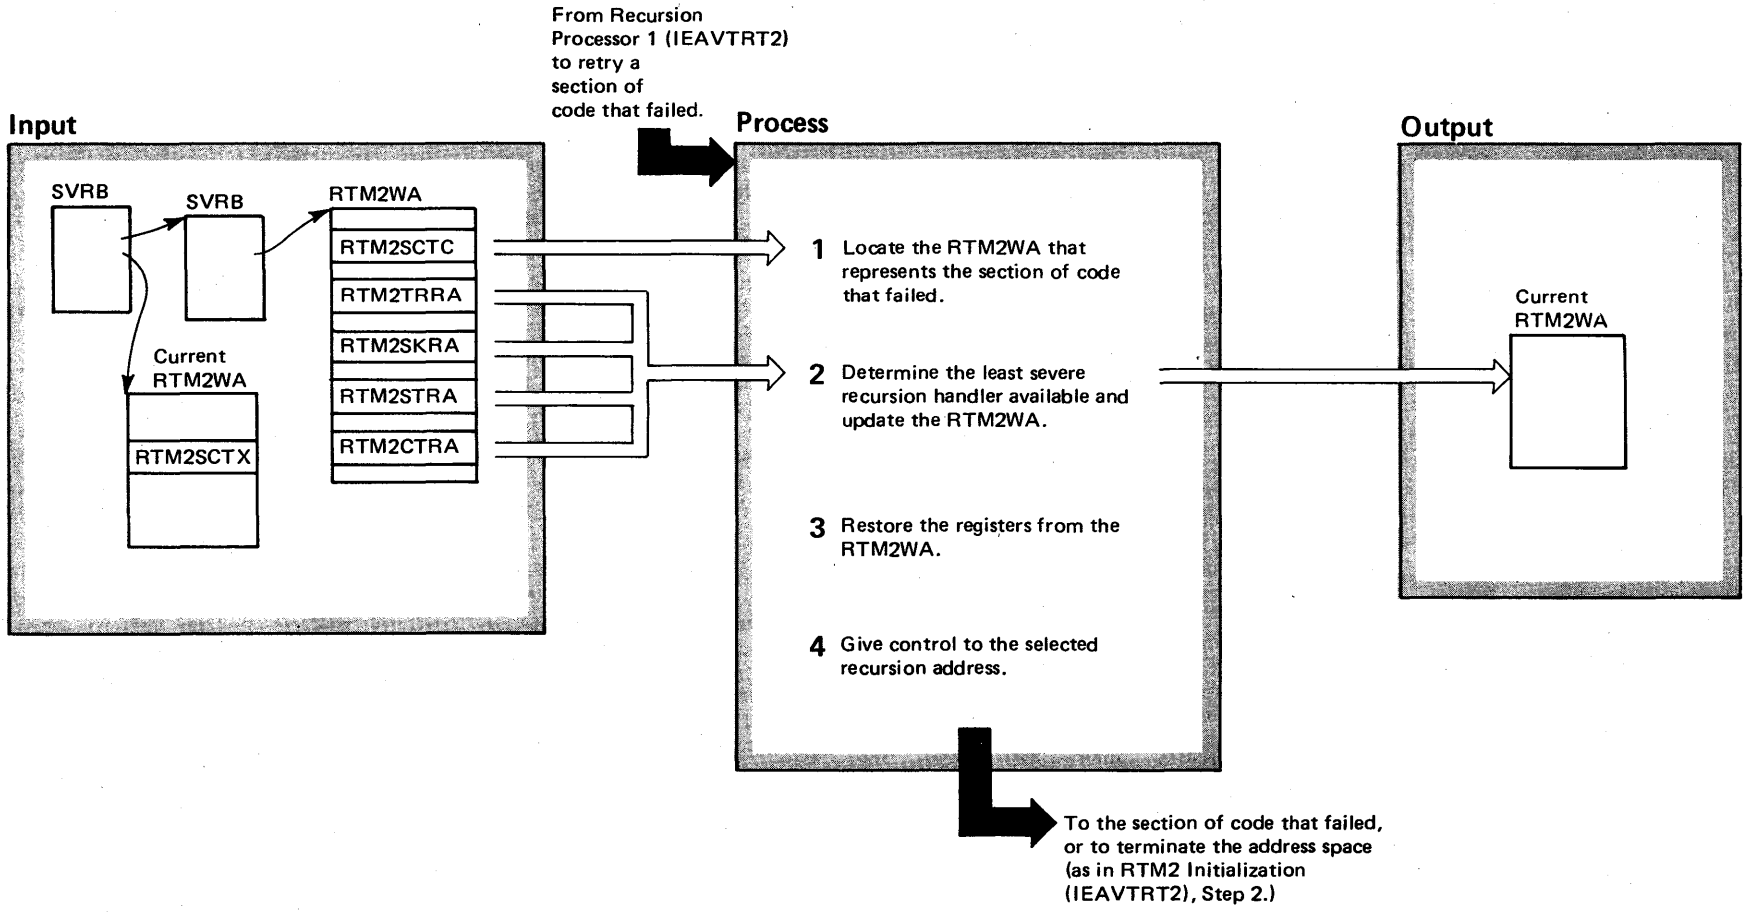 From Recursion
Processor 1 (IEAVTRT2)
to retry a
section of
code that failed.
Input
Process
Output
SVRB
SVRB
RTM2WA
RTM2SCTC
RTM2TRRA
RTM2SKRA
RTM2STRA
RTM2CTRA
Current
RTM2WA
RTM2SCTX
1 Locate the RTM2WA that
represents the section of code
that failed.
2 Determine the least severe
recursion handler available and
update the RTM2WA.
3 Restore the registers from the
RTM2WA.
4 Give control to the selected
recursion address.
Current
RTM2WA
To the section of code that failed,
or to terminate the address space
(as in RTM2 Initialization
(IEAVTRT2), Step 2.)